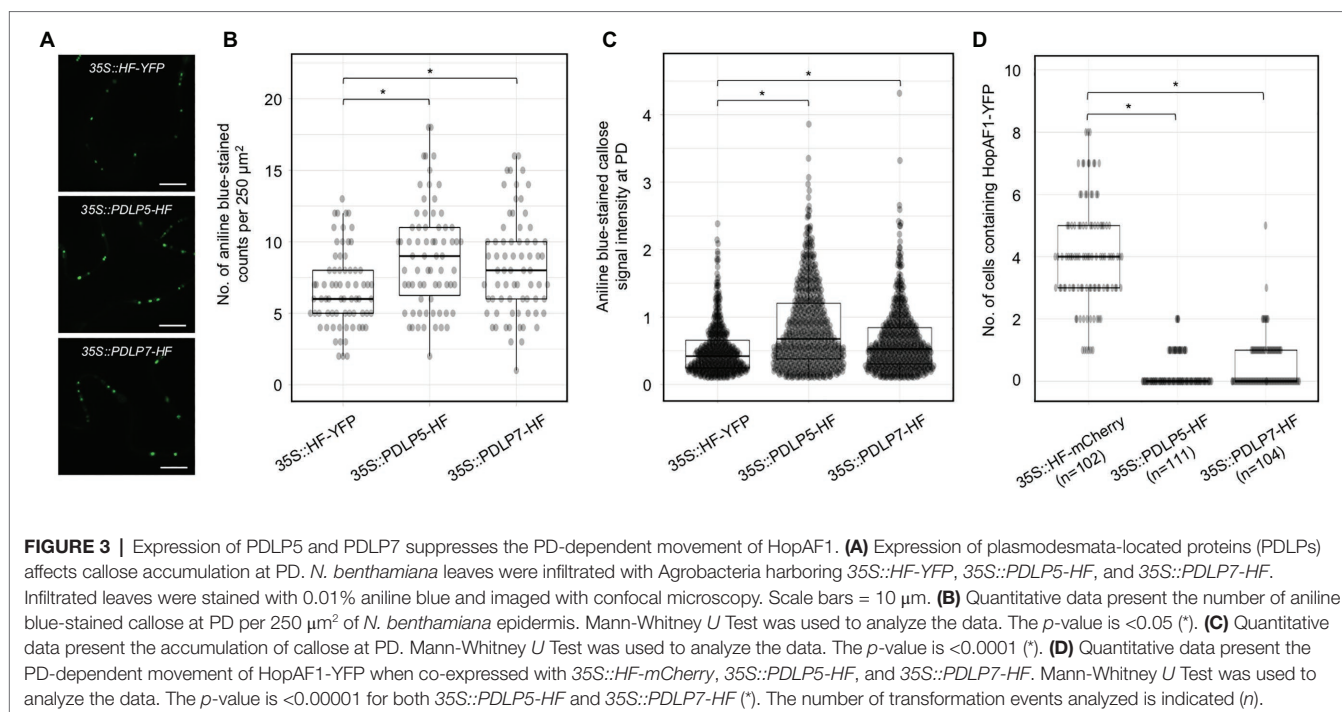 A
35S::HF-YFP
35S::PDLP5-HF
35S::PDLP7-HF
B
No. of aniline blue-stained
counts per 250 µm²
20
15
10
5
0
*
*
35S::HF-YFP
35S::PDLP5-HF
35S::PDLP7-HF
C
Aniline blue-stained callose
signal intensity at PD
4
3
2
1
0
*
*
35S::HF-YFP
35S::PDLP5-HF
35S::PDLP7-HF
D
No. of cells containing HopAF1-YFP
10
8
6
4
2
0
*
*
35S::HF-mCherry
(n=102)
35S::PDLP5-HF
(n=111)
35S::PDLP7-HF
(n=104)
FIGURE 3 | Expression of PDLP5 and PDLP7 suppresses the PD-dependent movement of HopAF1. (A) Expression of plasmodesmata-located proteins (PDLPs)
affects callose accumulation at PD. N. benthamiana leaves were infiltrated with Agrobacteria harboring 35S::HF-YFP, 35S::PDLP5-HF, and 35S::PDLP7-HF.
Infiltrated leaves were stained with 0.01% aniline blue and imaged with confocal microscopy. Scale bars = 10 µm. (B) Quantitative data present the number of aniline
blue-stained callose at PD per 250 µm² of N. benthamiana epidermis. Mann-Whitney U Test was used to analyze the data. The p-value is <0.05 (*). (C) Quantitative
data present the accumulation of callose at PD. Mann-Whitney U Test was used to analyze the data. The p-value is <0.0001 (*). (D) Quantitative data present the
PD-dependent movement of HopAF1-YFP when co-expressed with 35S::HF-mCherry, 35S::PDLP5-HF, and 35S::PDLP7-HF. Mann-Whitney U Test was used to
analyze the data. The p-value is <0.00001 for both 35S::PDLP5-HF and 35S::PDLP7-HF (*). The number of transformation events analyzed is indicated (n).